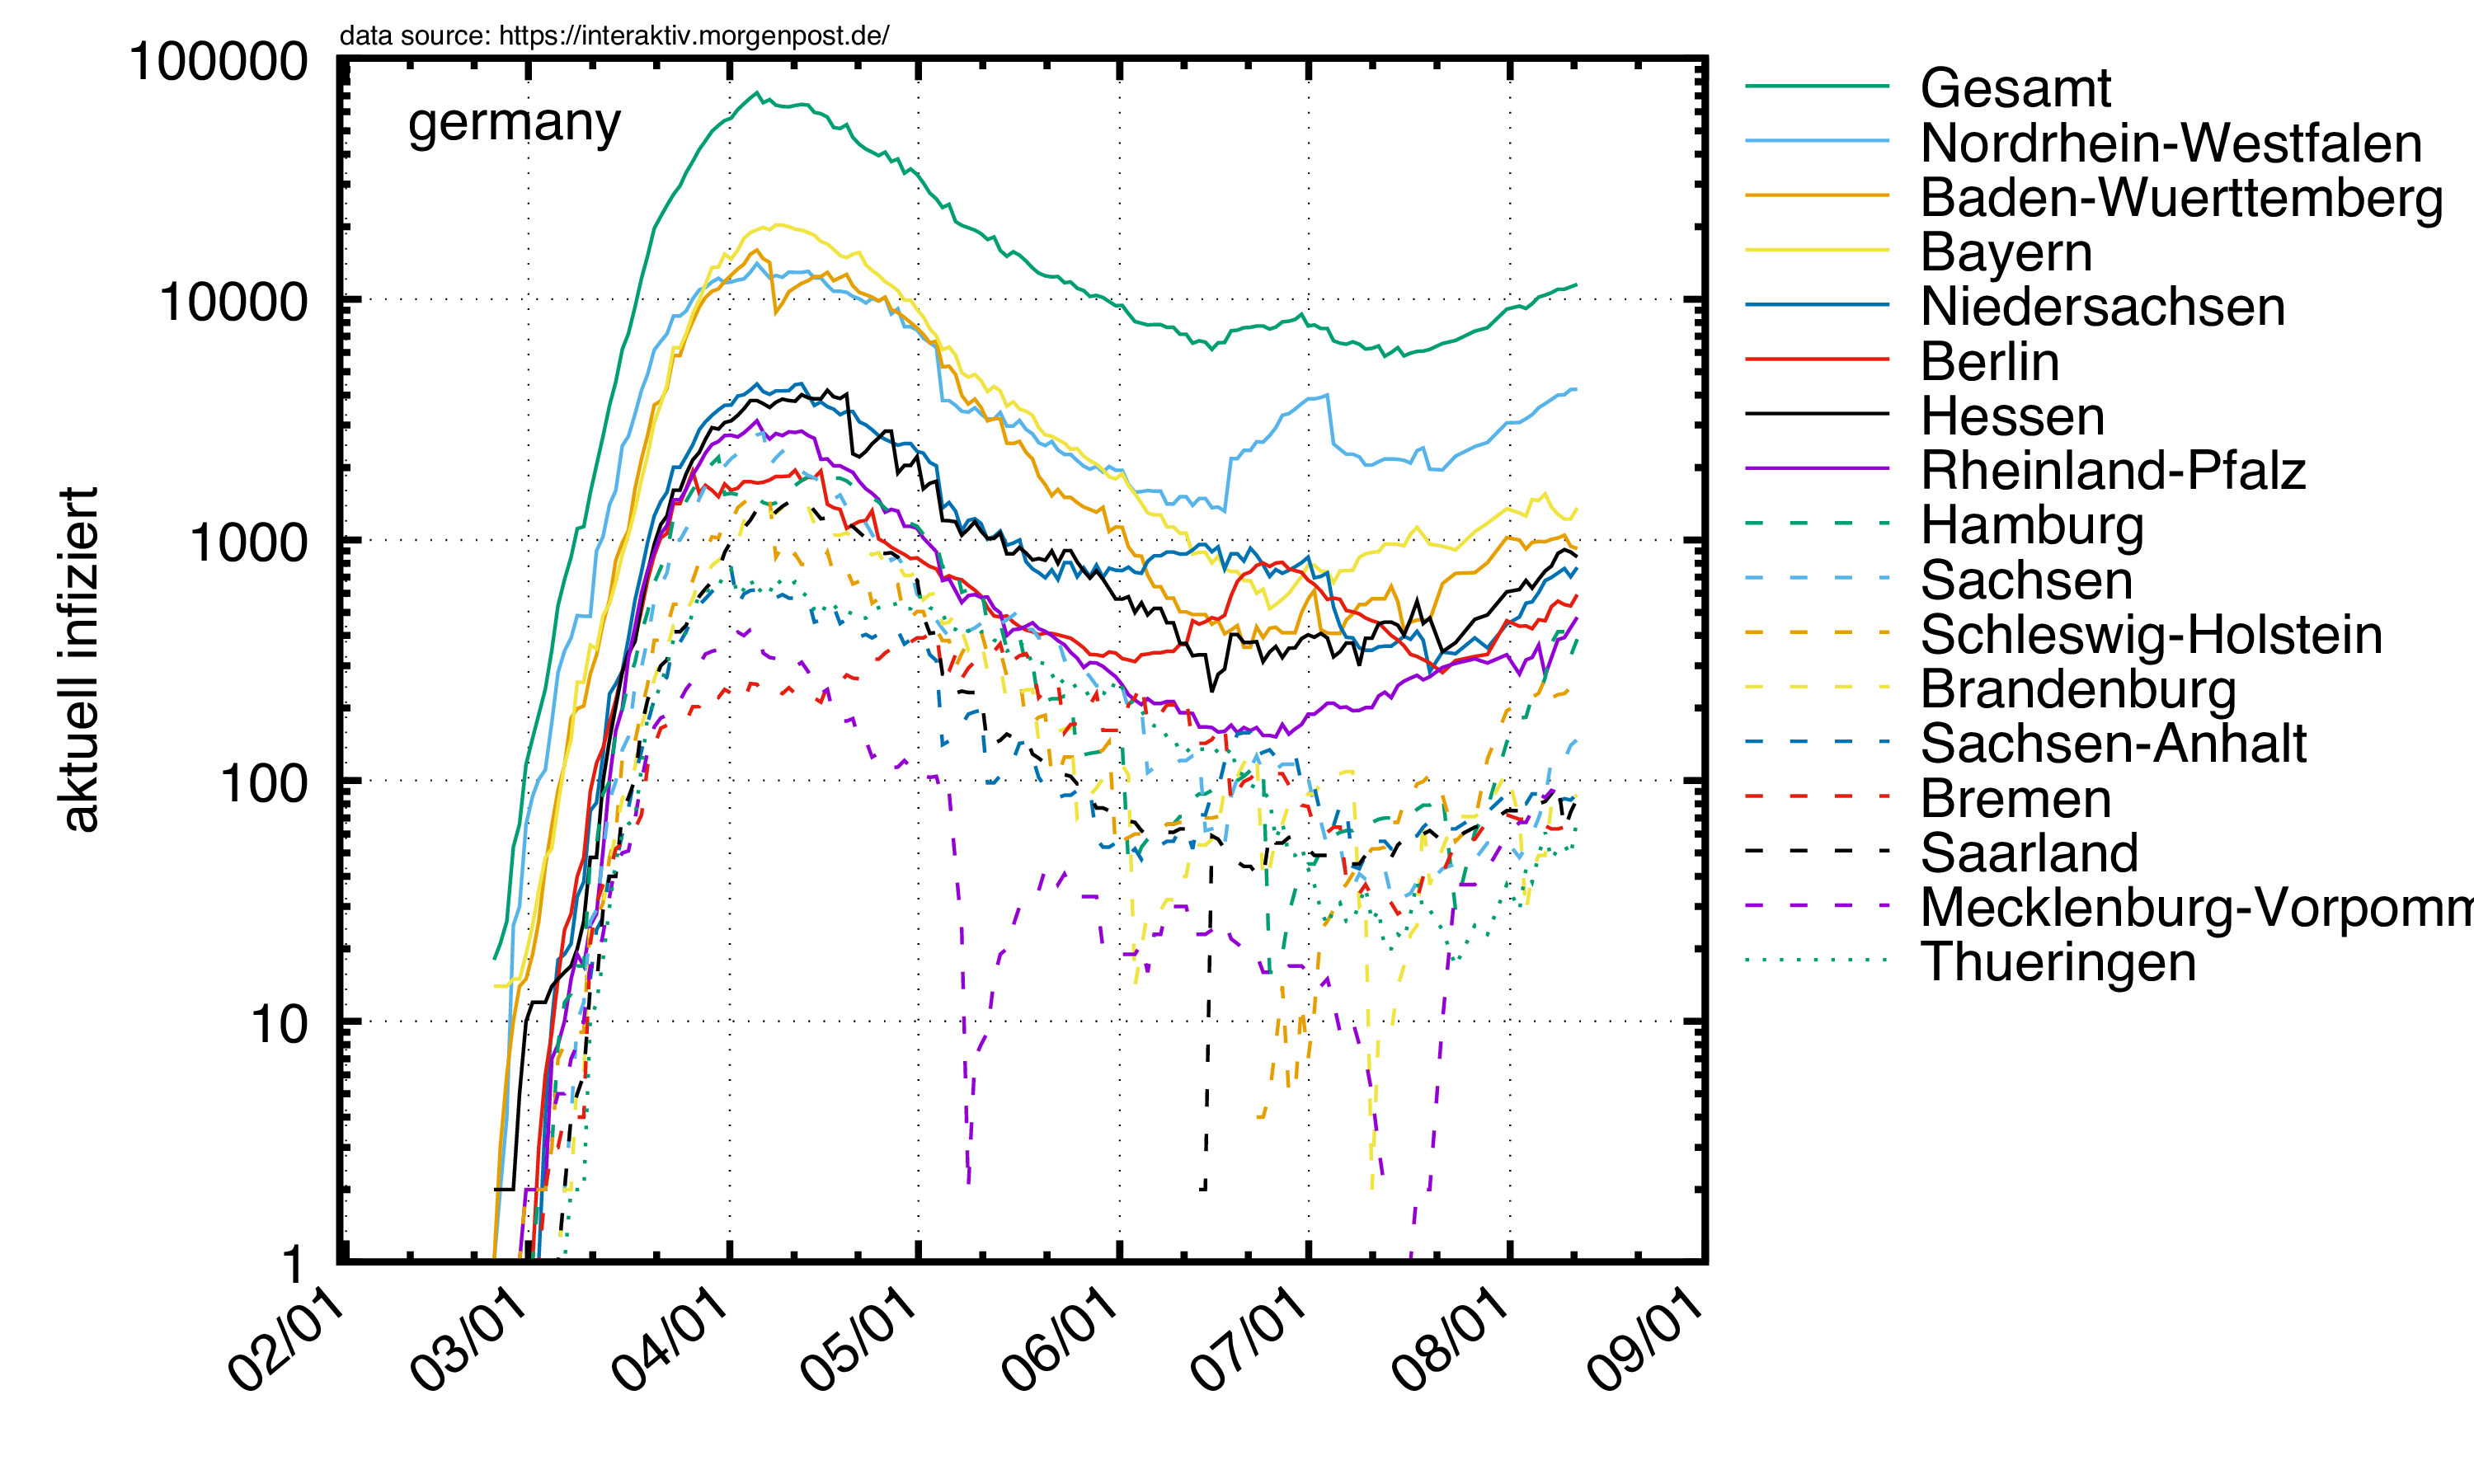 data source: https://interaktiv.morgenpost.de/
germany
aktuell infiziert
100000
10000
1000
100
10
1
02/01
03/01
04/01
05/01
06/01
07/01
08/01
09/01
Gesamt
Nordrhein-Westfalen
Baden-Wuerttemberg
Bayern
Niedersachsen
Berlin
Hessen
Rheinland-Pfalz
Hamburg
Sachsen
Schleswig-Holstein
Brandenburg
Sachsen-Anhalt
Bremen
Saarland
Mecklenburg-Vorpomm
Thueringen